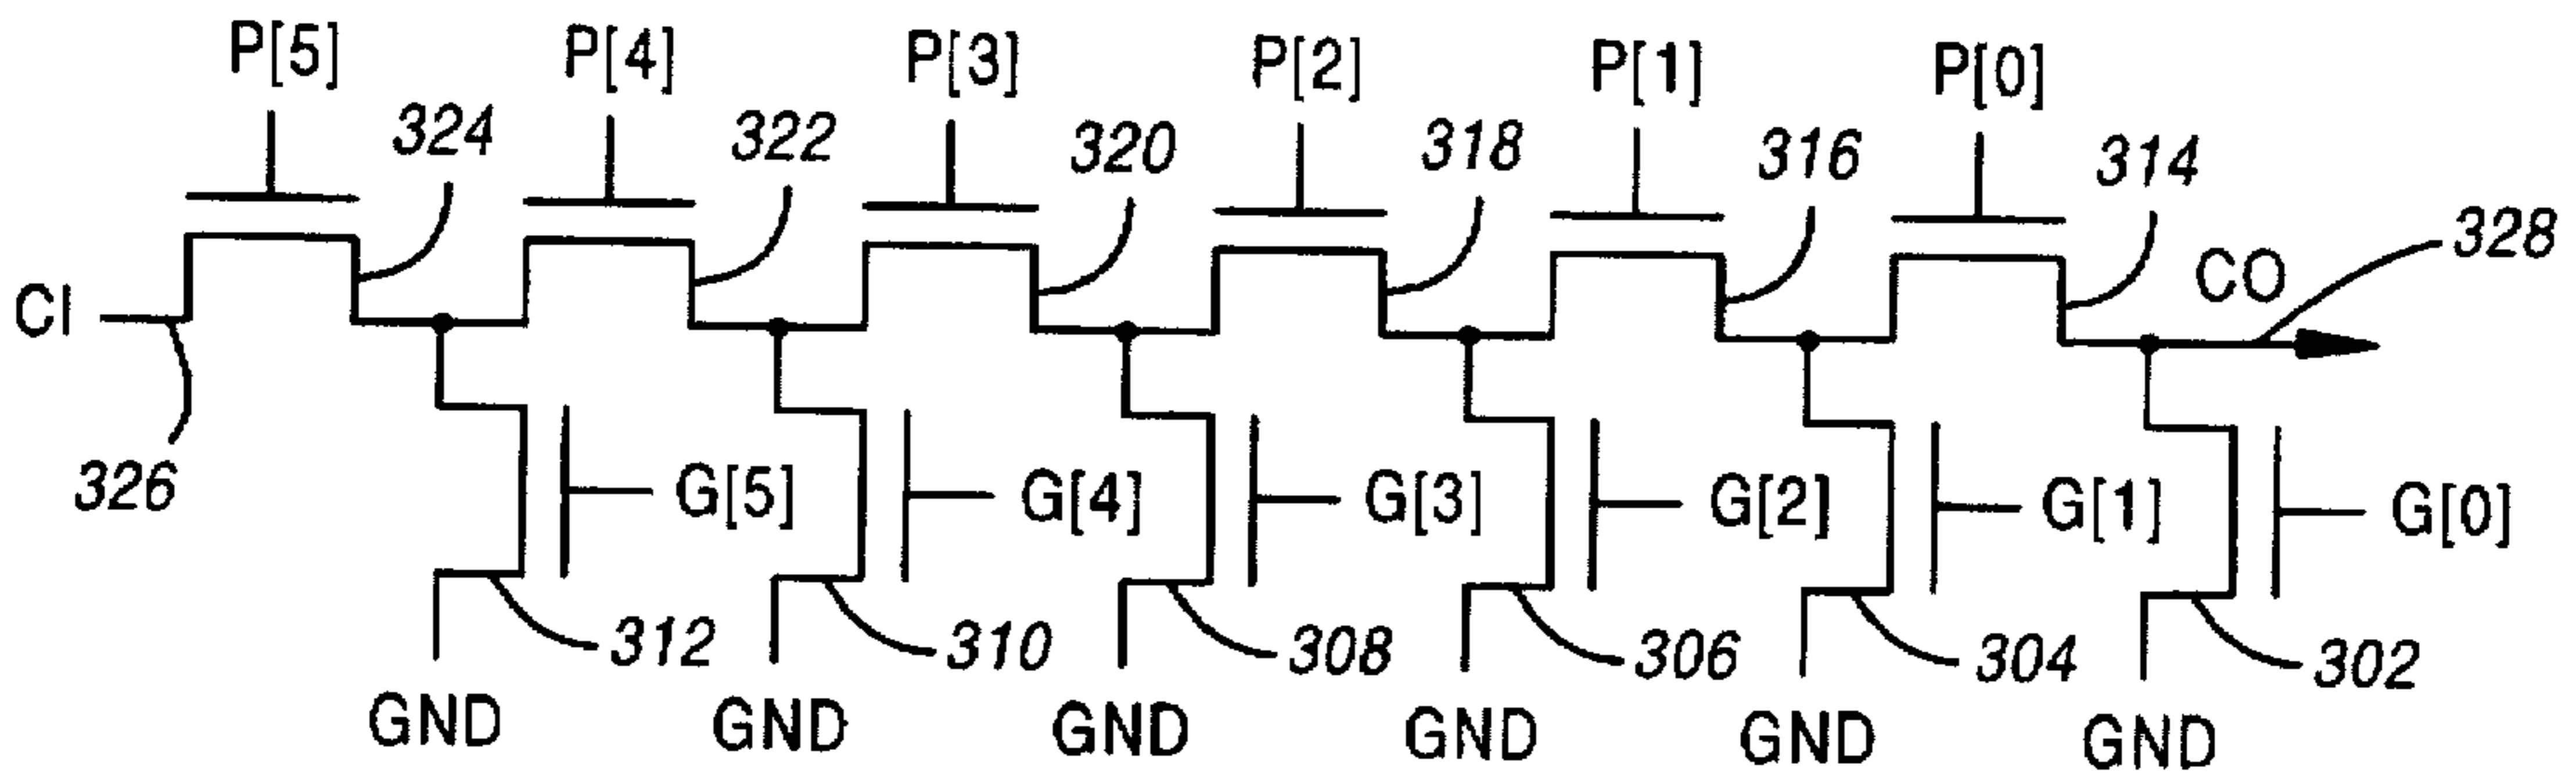 P[5] P[4] P[3] P[2] P[1] P[0]
324 322 320 318 316 314 328
CI CO
326 G[5] G[4] G[3] G[2] G[1] G[0]
312 310 308 306 304 302
GND GND GND GND GND GND